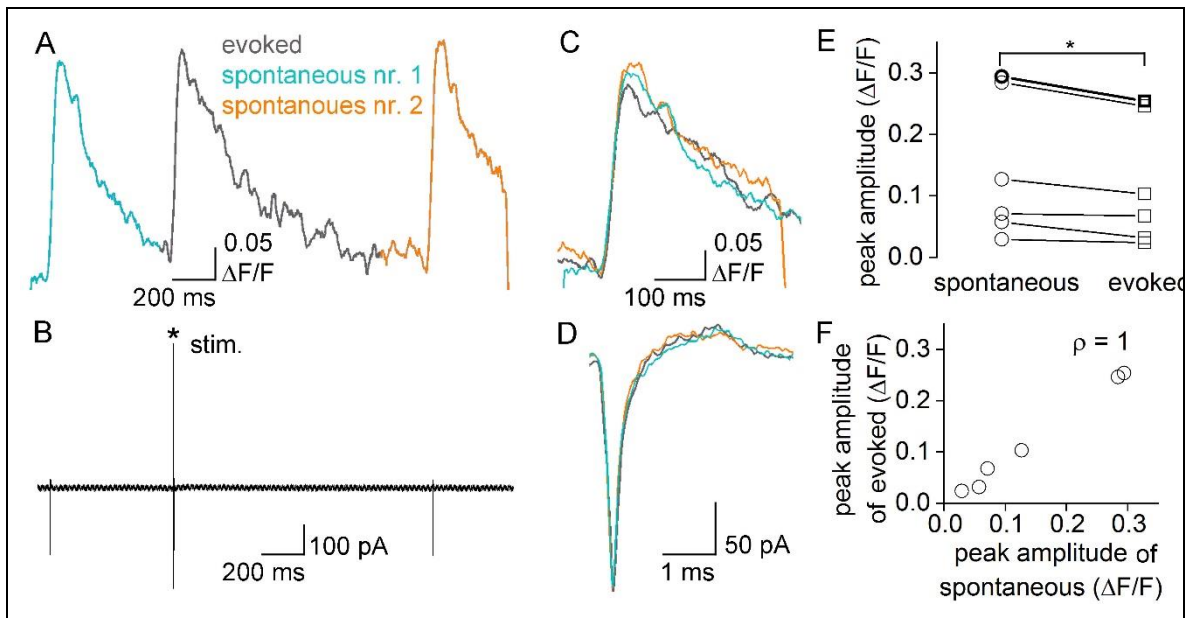 A
evoked
spontaneous nr. 1
spontanoues nr. 2
0.05
ΔF/F
200 ms
B
*
stim.
100 pA
200 ms
C
0.05
ΔF/F
100 ms
D
50 pA
1 ms
E
*
peak amplitude (ΔF/F)
0.3
0.2
0.1
0.0
spontaneous evoked
F
peak amplitude
of evoked (ΔF/F)
ρ = 1
0.3
0.2
0.1
0.0
0.0 0.1 0.2 0.3
peak amplitude of
spontaneous (ΔF/F)